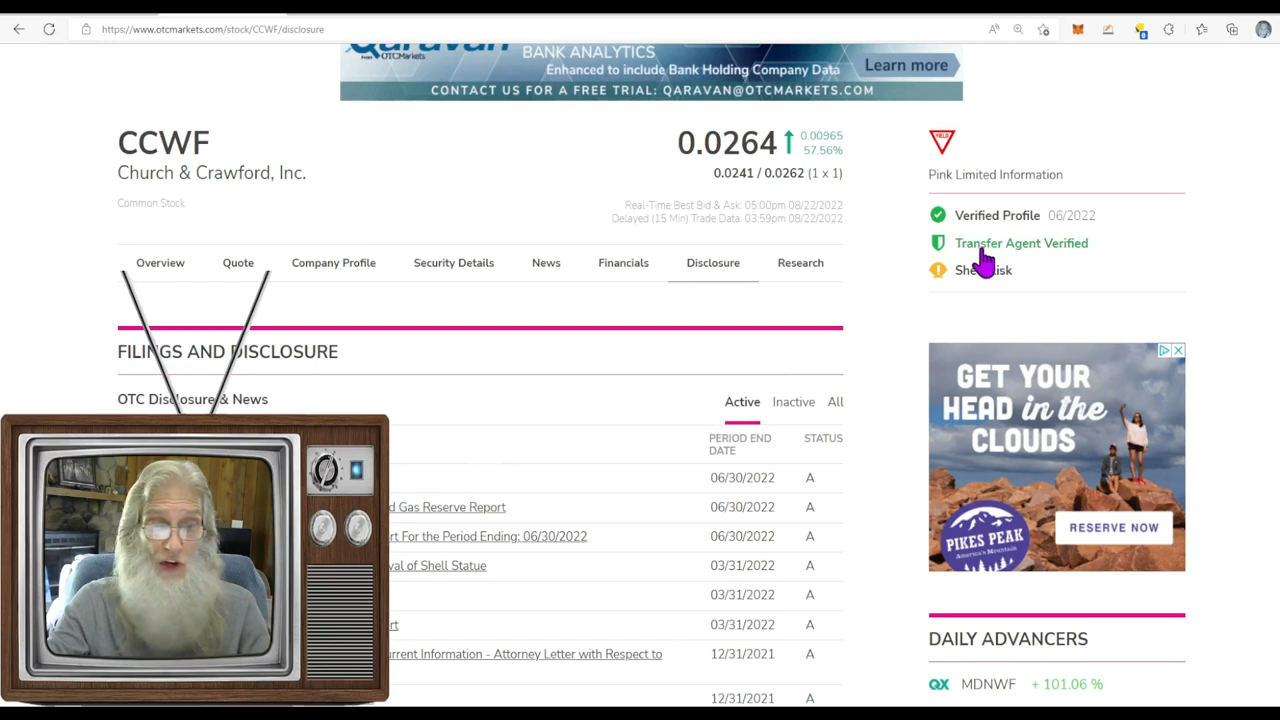 https://www.otcmarkets.com/stock/CCWF/disclosure
Qaravan
OTCMarkets
BANK ANALYTICS
Enhanced to include Bank Holding Company Data
Learn more
CONTACT US FOR A FREE TRIAL: QARAVAN@OTCMARKETS.COM
CCWF
Church & Crawford, Inc.
Common Stock
0.0264
0.00965
57.56%
0.0241 / 0.0262 (1 x 1)
Real-Time Best Bid & Ask: 05:00pm 08/22/2022
Delayed (15 Min) Trade Data: 03:59pm 08/22/2022
YIELD
Pink Limited Information
Verified Profile 06/2022
Transfer Agent Verified
Overview Quote Company Profile Security Details News Financials Disclosure Research
FILINGS AND DISCLOSURE
OTC Disclosure & News
Active Inactive All
PERIOD END DATE STATUS
06/30/2022 A
Gas Reserve Report 06/30/2022 A
For the Period Ending: 06/30/2022 06/30/2022 A
of Shell Statue 03/31/2022 A
03/31/2022 A
03/31/2022 A
Information - Attorney Letter with Respect to 12/31/2021 A
12/31/2021 A
GET YOUR
HEAD in the
CLOUDS
PIKES PEAK
America's Mountain
RESERVE NOW
DAILY ADVANCERS
QX MDNWF + 101.06 %